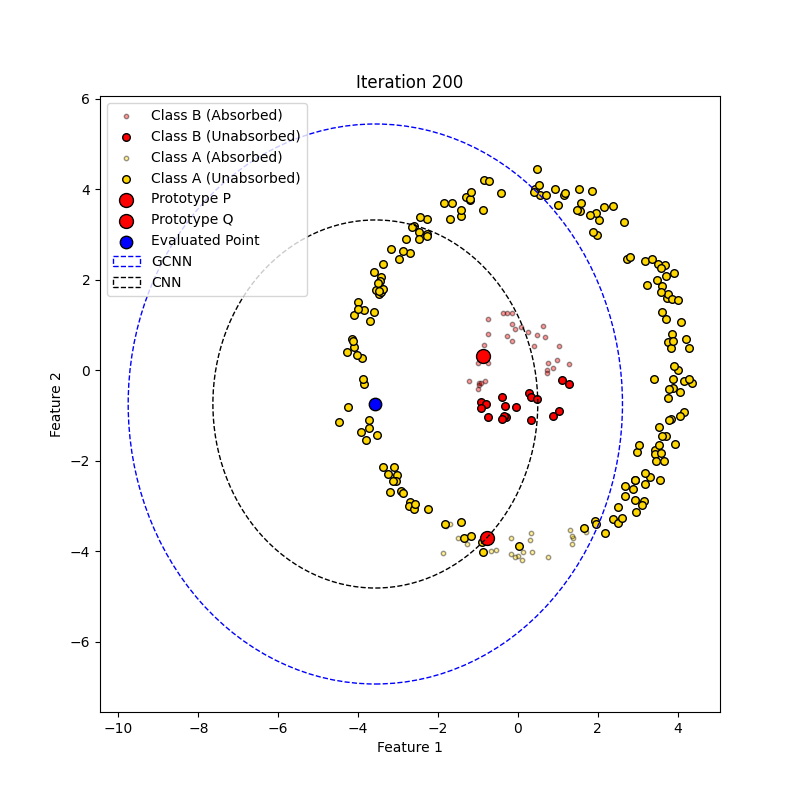 Iteration 200
Class B (Absorbed)
Class B (Unabsorbed)
Class A (Absorbed)
Class A (Unabsorbed)
Prototype P
Prototype Q
Evaluated Point
GCNN
CNN
6
4
2
0
−2
−4
−6
Feature 2
−10 −8 −6 −4 −2 0 2 4
Feature 1